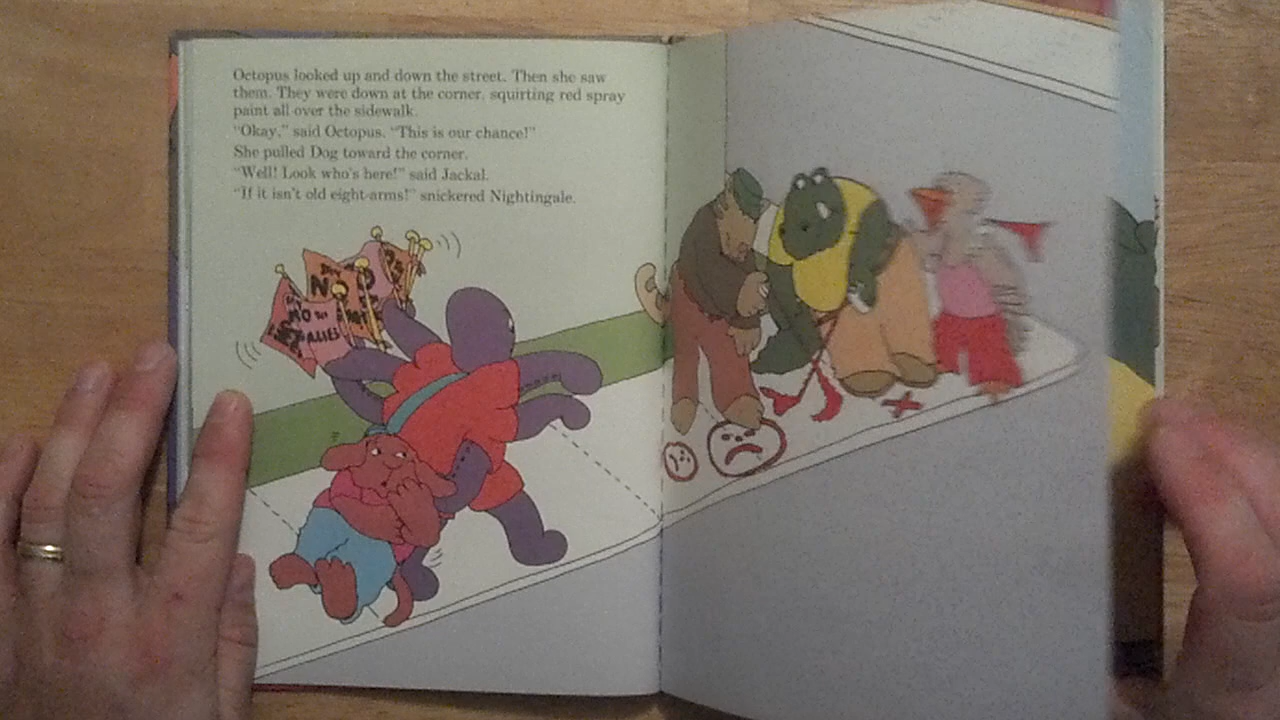 Octopus looked up and down the street. Then she saw
them. They were down at the corner, squirting red spray
paint all over the sidewalk.
"Okay," said Octopus. "This is our chance!"
She pulled Dog toward the corner.
"Well! Look who's here!" said Jackal.
"If it isn't old eight-arms!" snickered Nightingale.
NO